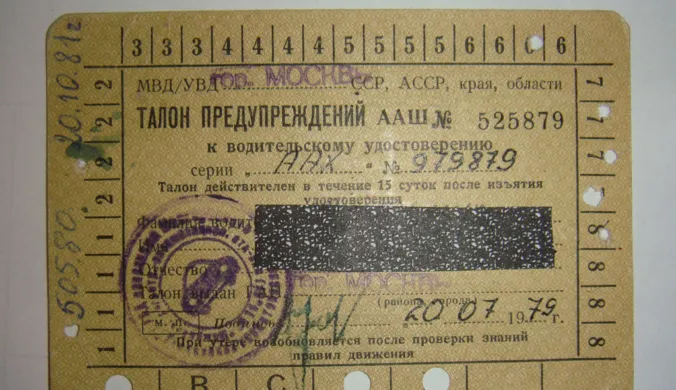 3 3 3 4 4 4 4 5 5 5 5 6 6 6
МВД/УВД гор. МОСКВЫ ССР, АССР, края, области
ТАЛОН ПРЕДУПРЕЖДЕНИЙ ААШ № 525879
к водительскому удостоверению
серии „ААХ“ № 979879
Талон действителен в течение 15 суток после изъятия
удостоверения
Фамилия
Имя
Отчество
Талон выдан ГАИ гор. МОСКВЫ
(района, города)
М. П. Подпись „20 07 1979 г.
При утере возобновляется после проверки знаний
правил движения
В С
20.10.81г
50580
2 2 2 2 1 1 1 1
7 7 7 7 8 8 8 8